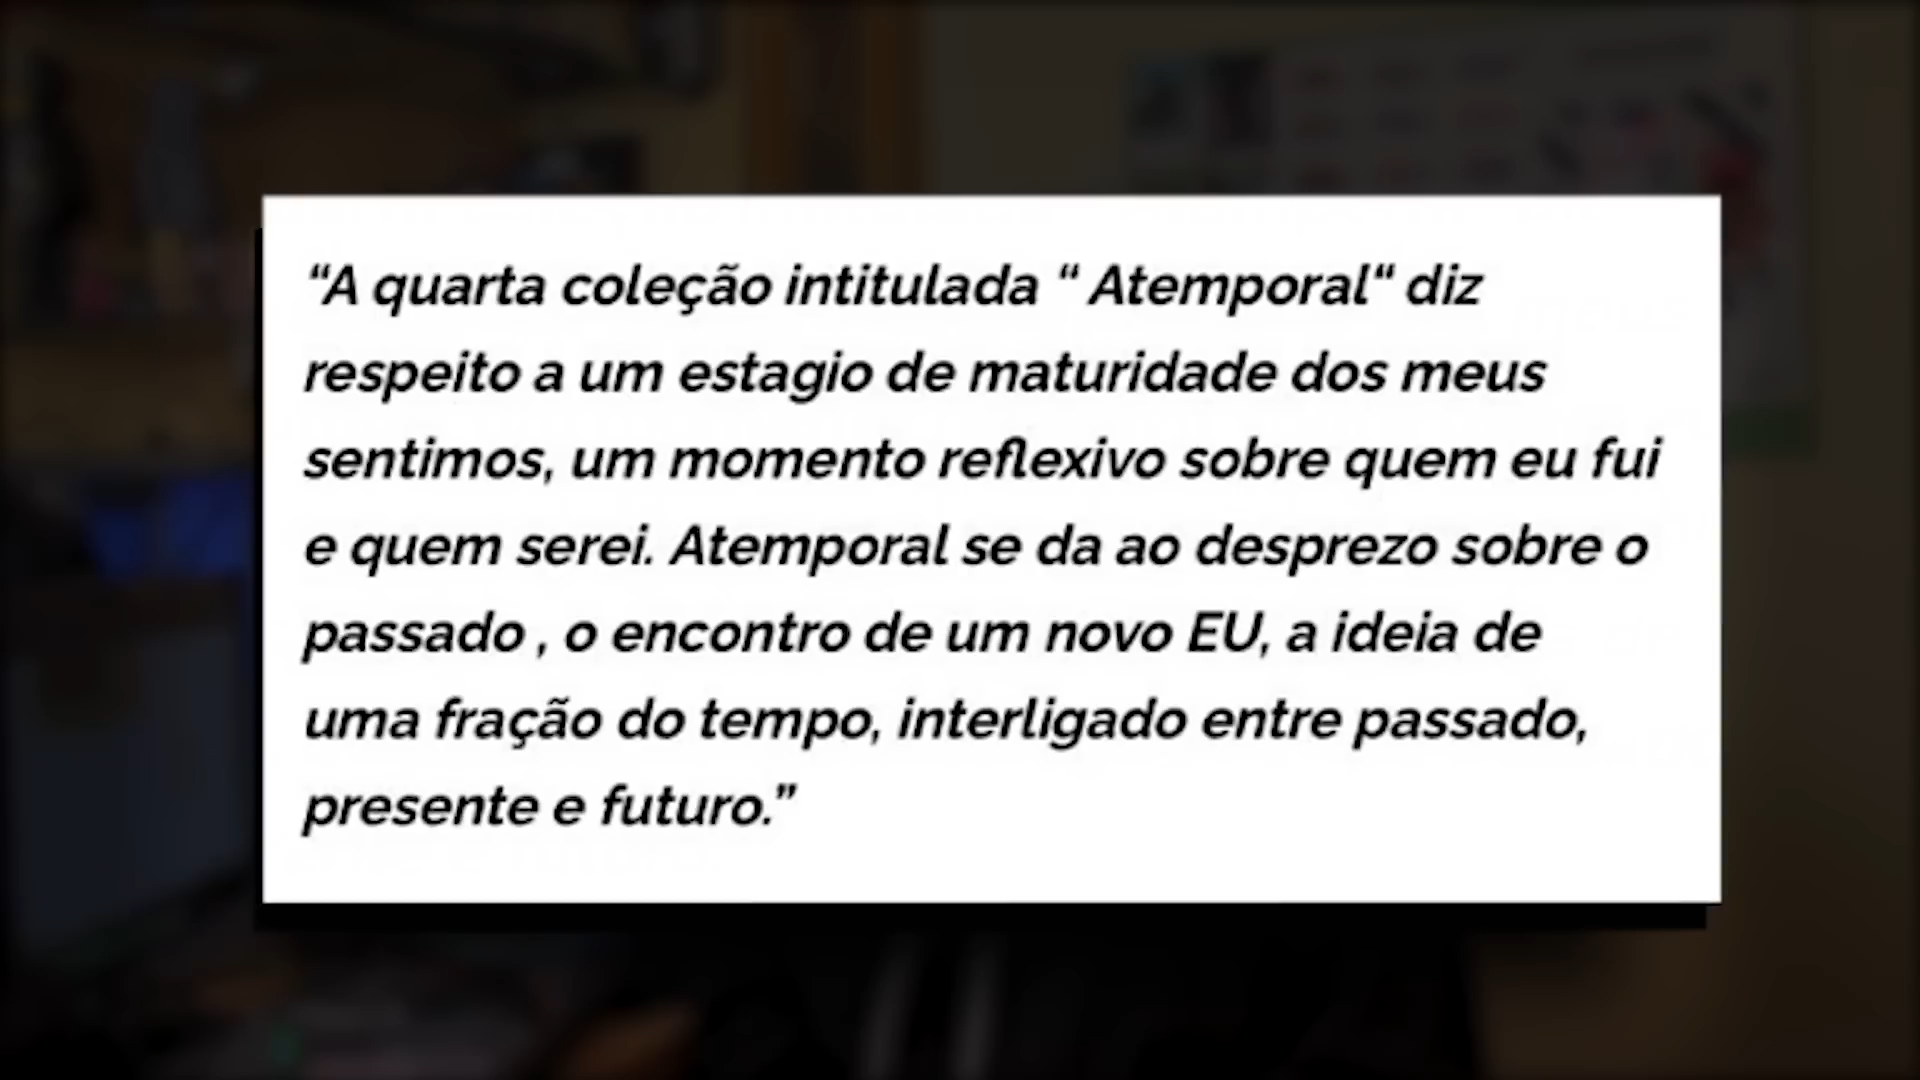 “A quarta coleção intitulada “ Atemporal“ diz
respeito a um estagio de maturidade dos meus
sentimos, um momento reflexivo sobre quem eu fui
e quem serei. Atemporal se da ao desprezo sobre o
passado , o encontro de um novo EU, a ideia de
uma fração do tempo, interligado entre passado,
presente e futuro.”